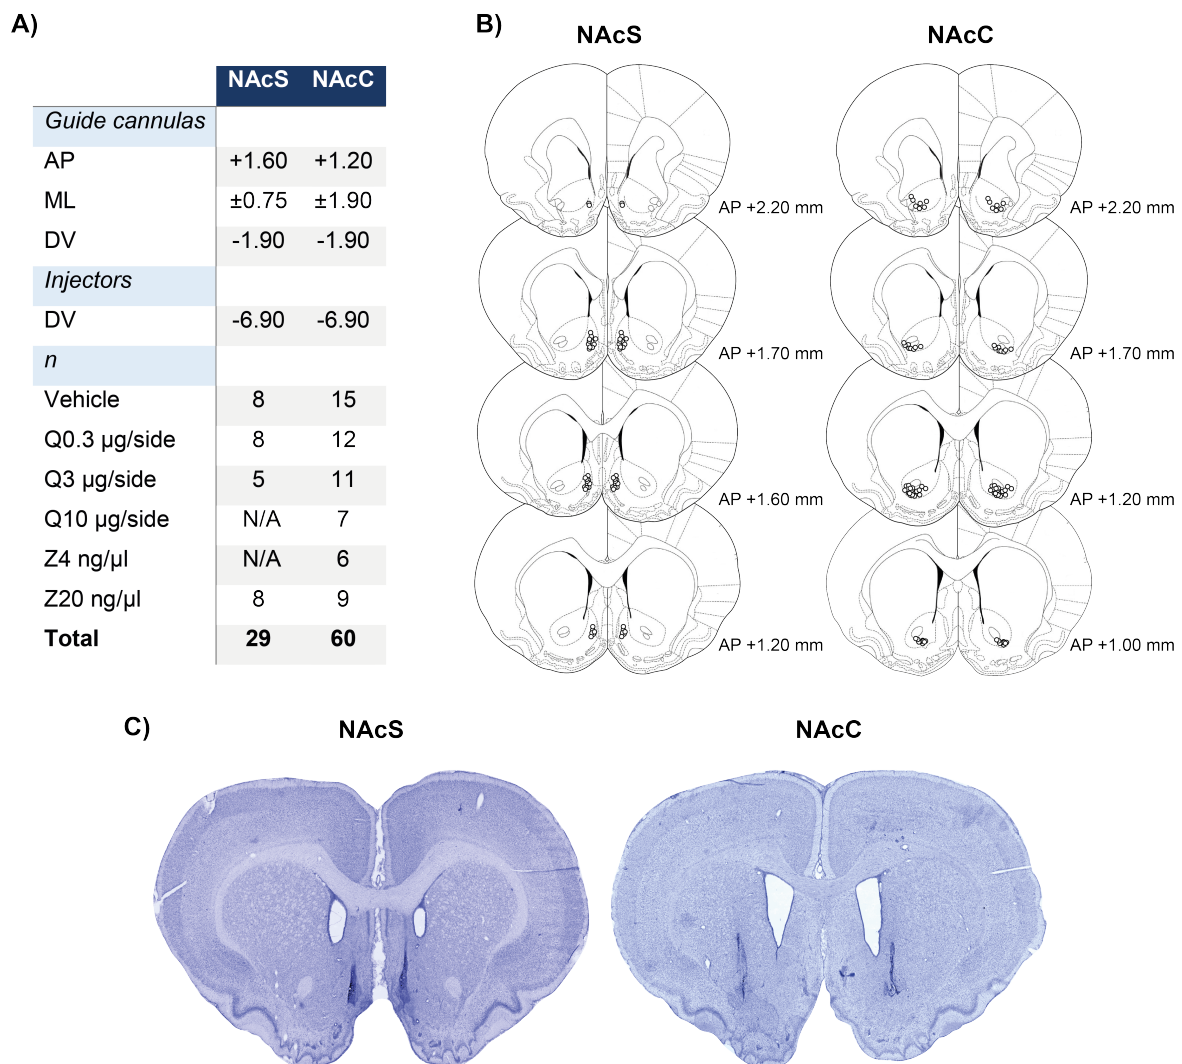 A)
NAcS NAcC
Guide cannulas
AP +1.60 +1.20
ML ±0.75 ±1.90
DV -1.90 -1.90
Injectors
DV -6.90 -6.90
n
Vehicle 8 15
Q0.3 µg/side 8 12
Q3 µg/side 5 11
Q10 µg/side N/A 7
Z4 ng/µl N/A 6
Z20 ng/µl 8 9
Total 29 60
B)
NAcS NAcC
AP +2.20 mm AP +2.20 mm
AP +1.70 mm AP +1.70 mm
AP +1.60 mm AP +1.20 mm
AP +1.20 mm AP +1.00 mm
C)
NAcS NAcC